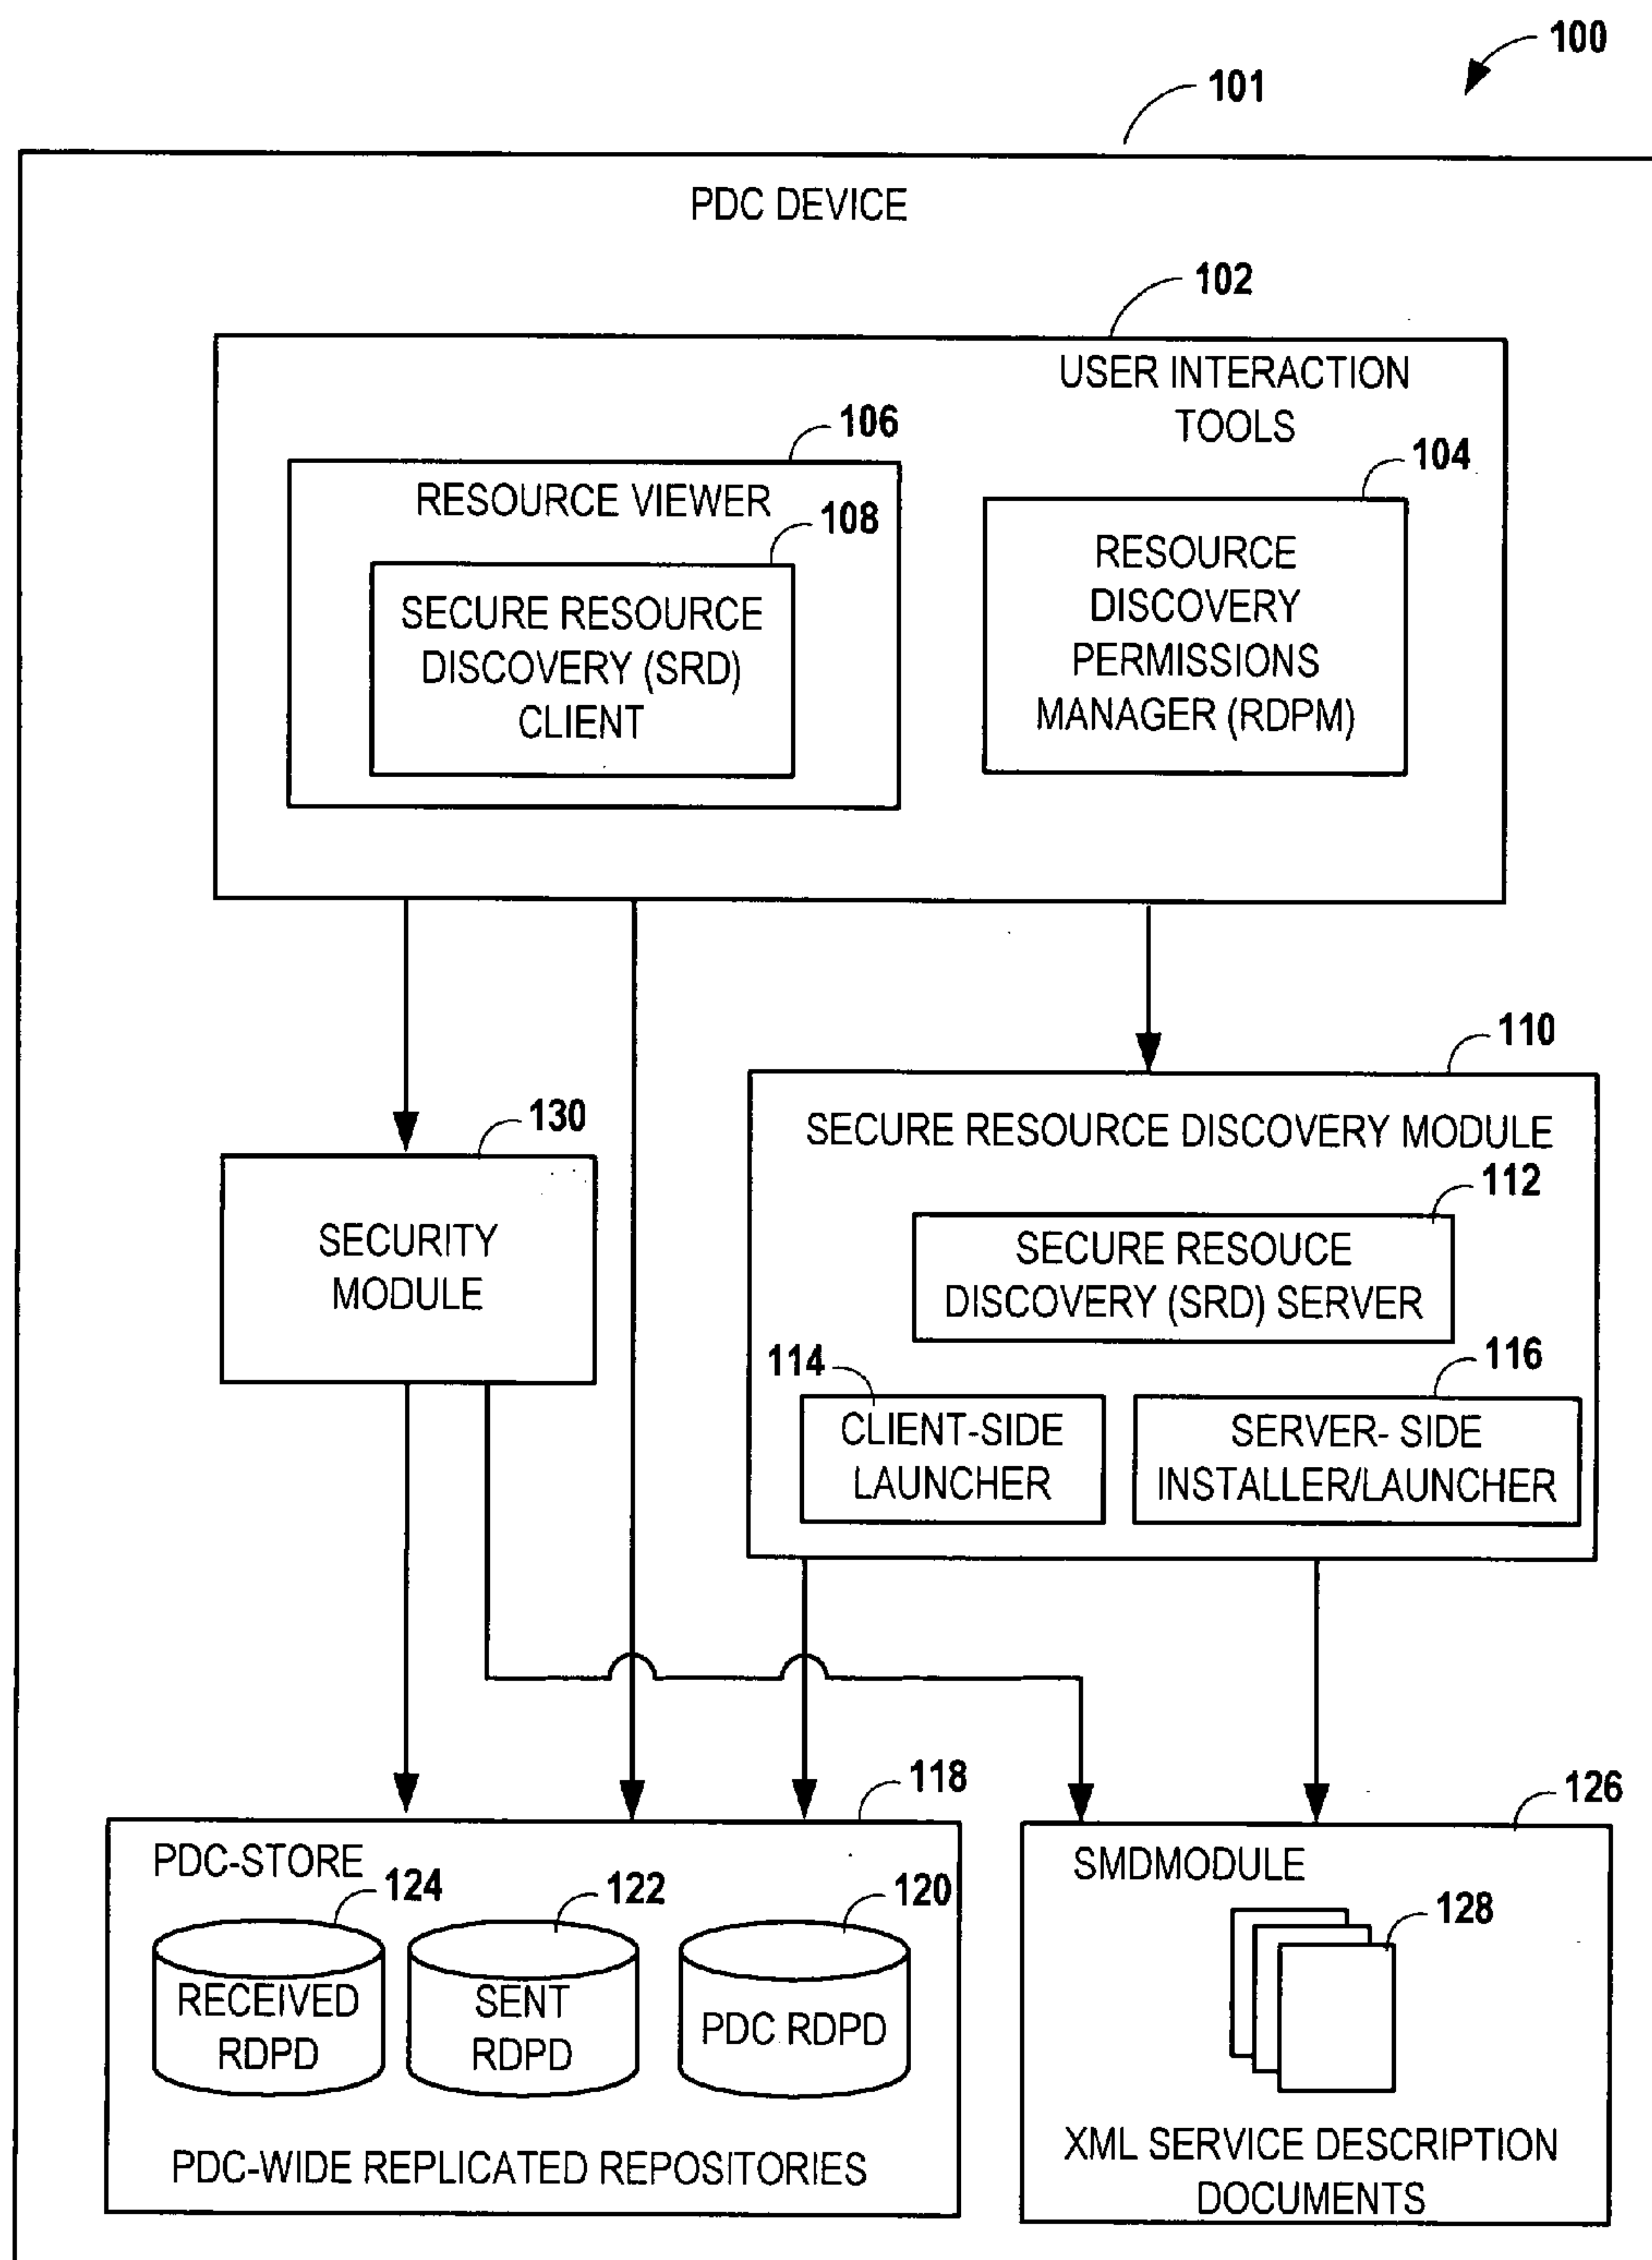 100
101
PDC DEVICE
102
USER INTERACTION
TOOLS
106
104
RESOURCE VIEWER
108
SECURE RESOURCE
DISCOVERY (SRD)
CLIENT
RESOURCE
DISCOVERY
PERMISSIONS
MANAGER (RDPM)
110
130
SECURE RESOURCE DISCOVERY MODULE
112
SECURITY
MODULE
SECURE RESOUCE
DISCOVERY (SRD) SERVER
114
116
CLIENT-SIDE
LAUNCHER
SERVER- SIDE
INSTALLER/LAUNCHER
118
126
PDC-STORE
124
122
120
RECEIVED
RDPD
SENT
RDPD
PDC RDPD
PDC-WIDE REPLICATED REPOSITORIES
SMDMODULE
128
XML SERVICE DESCRIPTION
DOCUMENTS